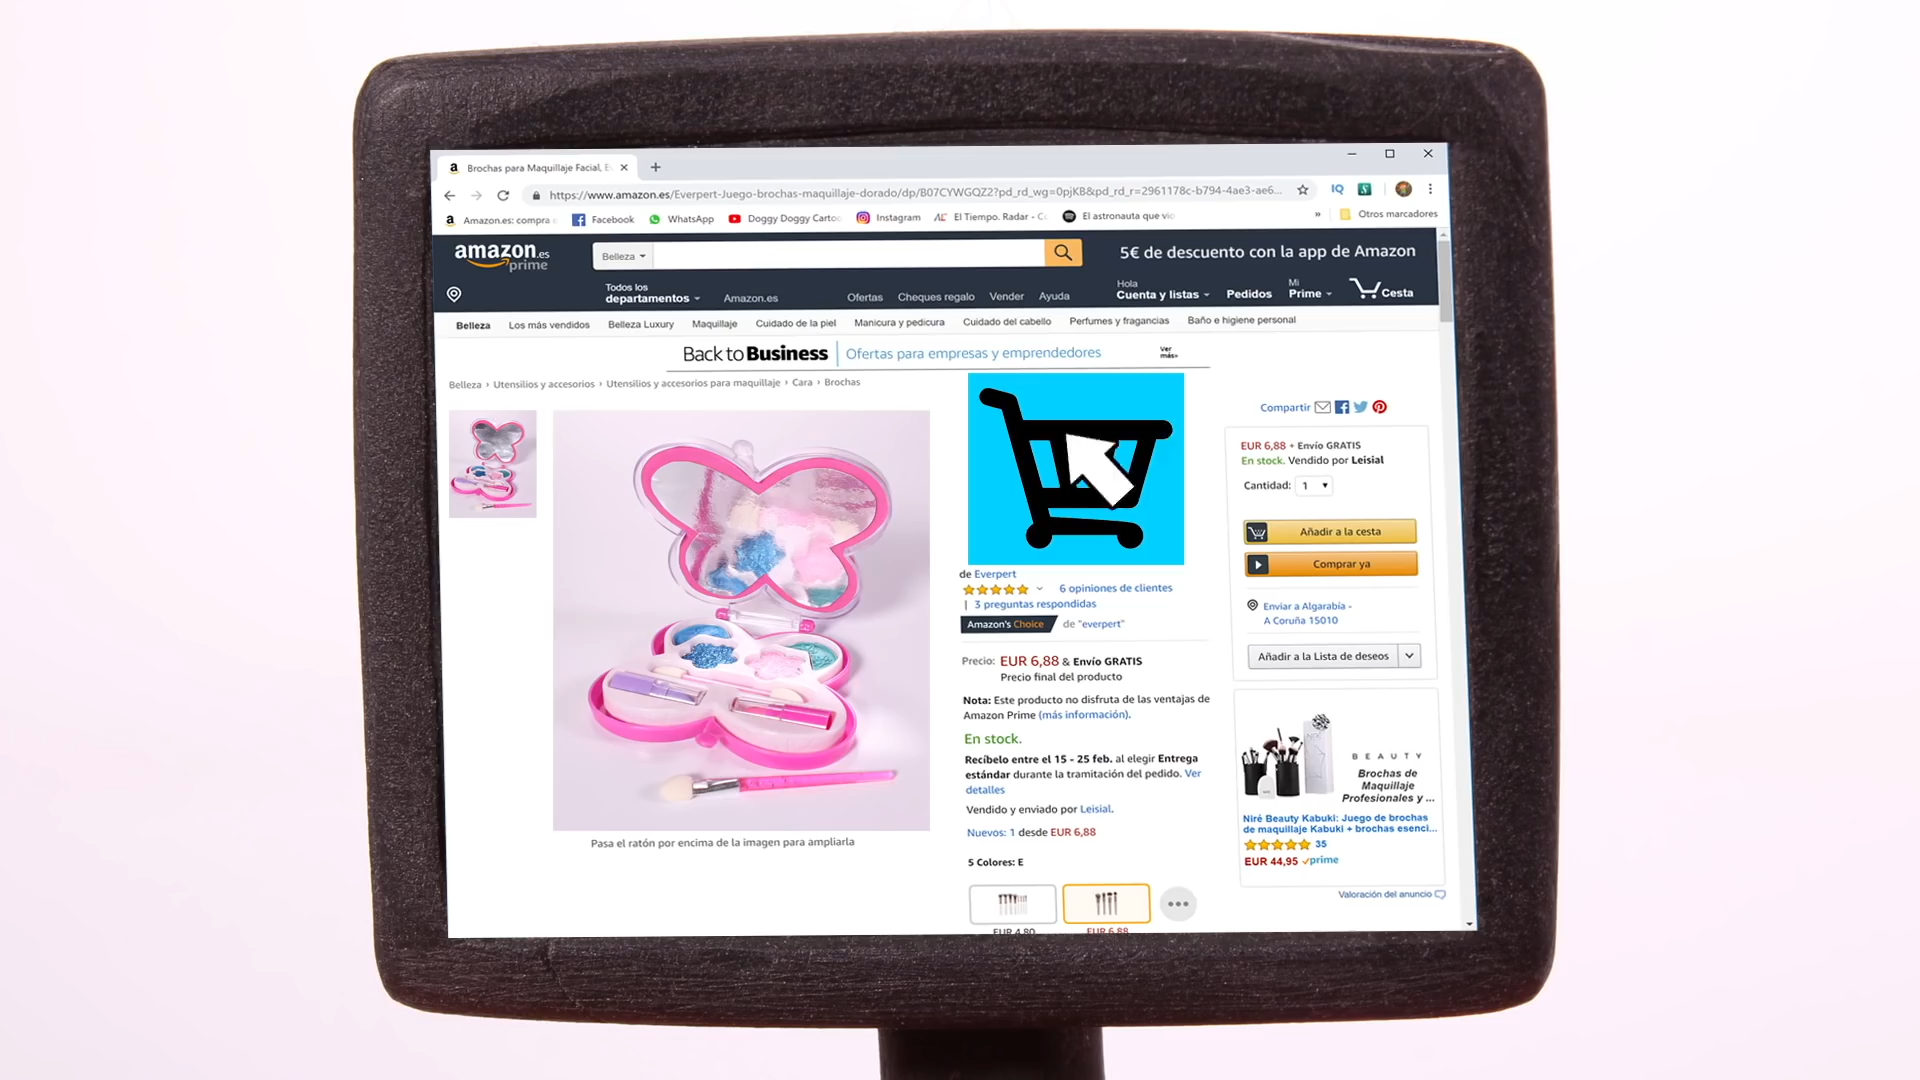 Brochas para Maquillaje Facial, E
https://www.amazon.es/Everpert-Juego-brochas-maquillaje-dorado/dp/B07CYWGQZ2?pd_rd_wg=0pjKB&pd_rd_r=2961178c-b794-4ae3-ae6...
Amazon.es: compra Facebook WhatsApp Doggy Doggy Cartoo Instagram El Tiempo. Radar - Co El astronauta que vio » Otros marcadores
amazon.es
prime
Belleza
5€ de descuento con la app de Amazon
Todos los
departamentos
Amazon.es
Ofertas Cheques regalo Vender Ayuda
Hola
Cuenta y listas
Pedidos
Mi
Prime
Cesta
Belleza Los más vendidos Belleza Luxury Maquillaje Cuidado de la piel Manicura y pedicura Cuidado del cabello Perfumes y fragancias Baño e higiene personal
Back to Business Ofertas para empresas y emprendedores
Ver
más»
Belleza › Utensilios y accesorios › Utensilios y accesorios para maquillaje › Cara › Brochas
Pasa el ratón por encima de la imagen para ampliarla
de Everpert
6 opiniones de clientes
| 3 preguntas respondidas
Amazon's Choice de "everpert"
Precio: EUR 6,88 & Envío GRATIS
Precio final del producto
Nota: Este producto no disfruta de las ventajas de
Amazon Prime (más información).
En stock.
Recíbelo entre el 15 - 25 feb. al elegir Entrega
estándar durante la tramitación del pedido. Ver
detalles
Vendido y enviado por Leisial.
Nuevos: 1 desde EUR 6,88
5 Colores: E
EUR 4,80 EUR 6,88
Compartir
EUR 6,88 + Envío GRATIS
En stock. Vendido por Leisial
Cantidad: 1
Añadir a la cesta
Comprar ya
Enviar a Algarabía -
A Coruña 15010
Añadir a la Lista de deseos
BEAUTY
Brochas de
Maquillaje
Profesionales y ...
Niré Beauty Kabuki: Juego de brochas
de maquillaje Kabuki + brochas esenci...
35
EUR 44,95 prime
Valoración del anuncio